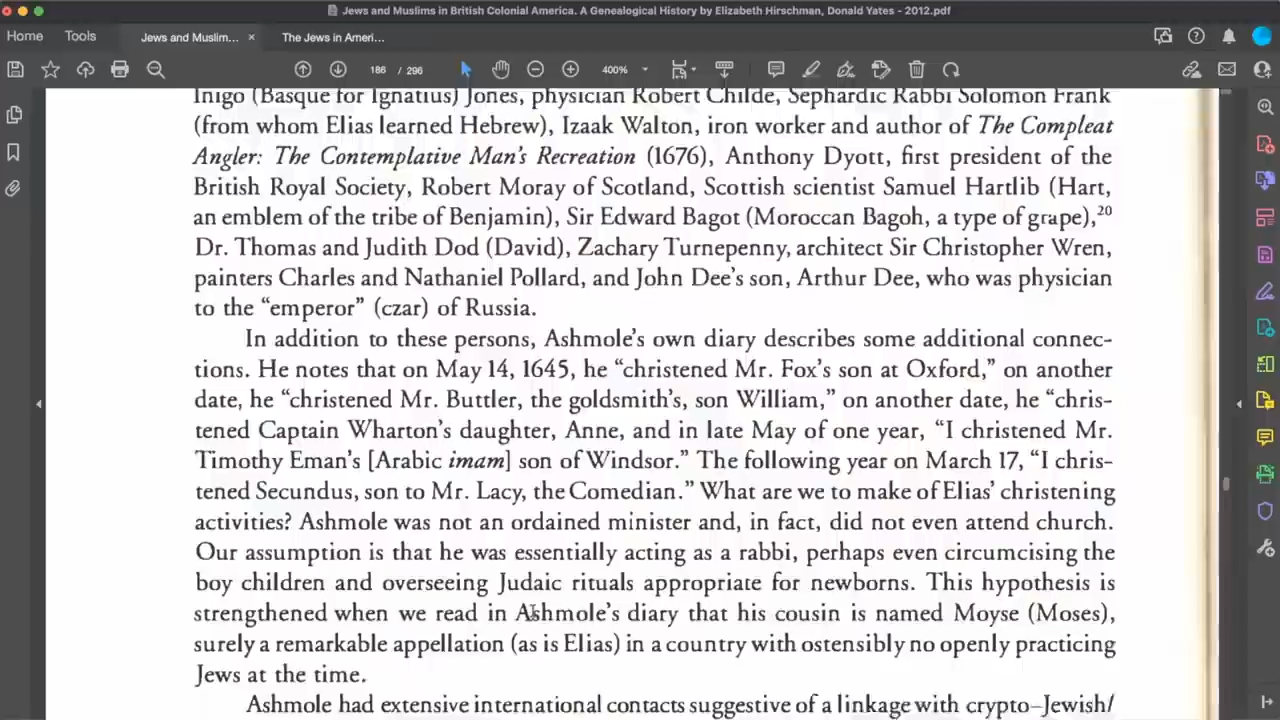 Jews and Muslims in British Colonial America. A Genealogical History by Elizabeth Hirschman, Donald Yates - 2012.pdf
Home Tools Jews and Muslim... × The Jews in Ameri...
186 / 296 400%
Inigo (Basque for Ignatius) Jones, physician Robert Childe, Sephardic Rabbi Solomon Frank
(from whom Elias learned Hebrew), Izaak Walton, iron worker and author of The Compleat
Angler: The Contemplative Man's Recreation (1676), Anthony Dyott, first president of the
British Royal Society, Robert Moray of Scotland, Scottish scientist Samuel Hartlib (Hart,
an emblem of the tribe of Benjamin), Sir Edward Bagot (Moroccan Bagoh, a type of grape),20
Dr. Thomas and Judith Dod (David), Zachary Turnepenny, architect Sir Christopher Wren,
painters Charles and Nathaniel Pollard, and John Dee's son, Arthur Dee, who was physician
to the "emperor" (czar) of Russia.
In addition to these persons, Ashmole's own diary describes some additional connec-
tions. He notes that on May 14, 1645, he "christened Mr. Fox's son at Oxford," on another
date, he "christened Mr. Buttler, the goldsmith's, son William," on another date, he "chris-
tened Captain Wharton's daughter, Anne, and in late May of one year, "I christened Mr.
Timothy Eman's [Arabic imam] son of Windsor." The following year on March 17, "I chris-
tened Secundus, son to Mr. Lacy, the Comedian." What are we to make of Elias' christening
activities? Ashmole was not an ordained minister and, in fact, did not even attend church.
Our assumption is that he was essentially acting as a rabbi, perhaps even circumcising the
boy children and overseeing Judaic rituals appropriate for newborns. This hypothesis is
strengthened when we read in Ashmole's diary that his cousin is named Moyse (Moses),
surely a remarkable appellation (as is Elias) in a country with ostensibly no openly practicing
Jews at the time.
Ashmole had extensive international contacts suggestive of a linkage with crypto–Jewish/